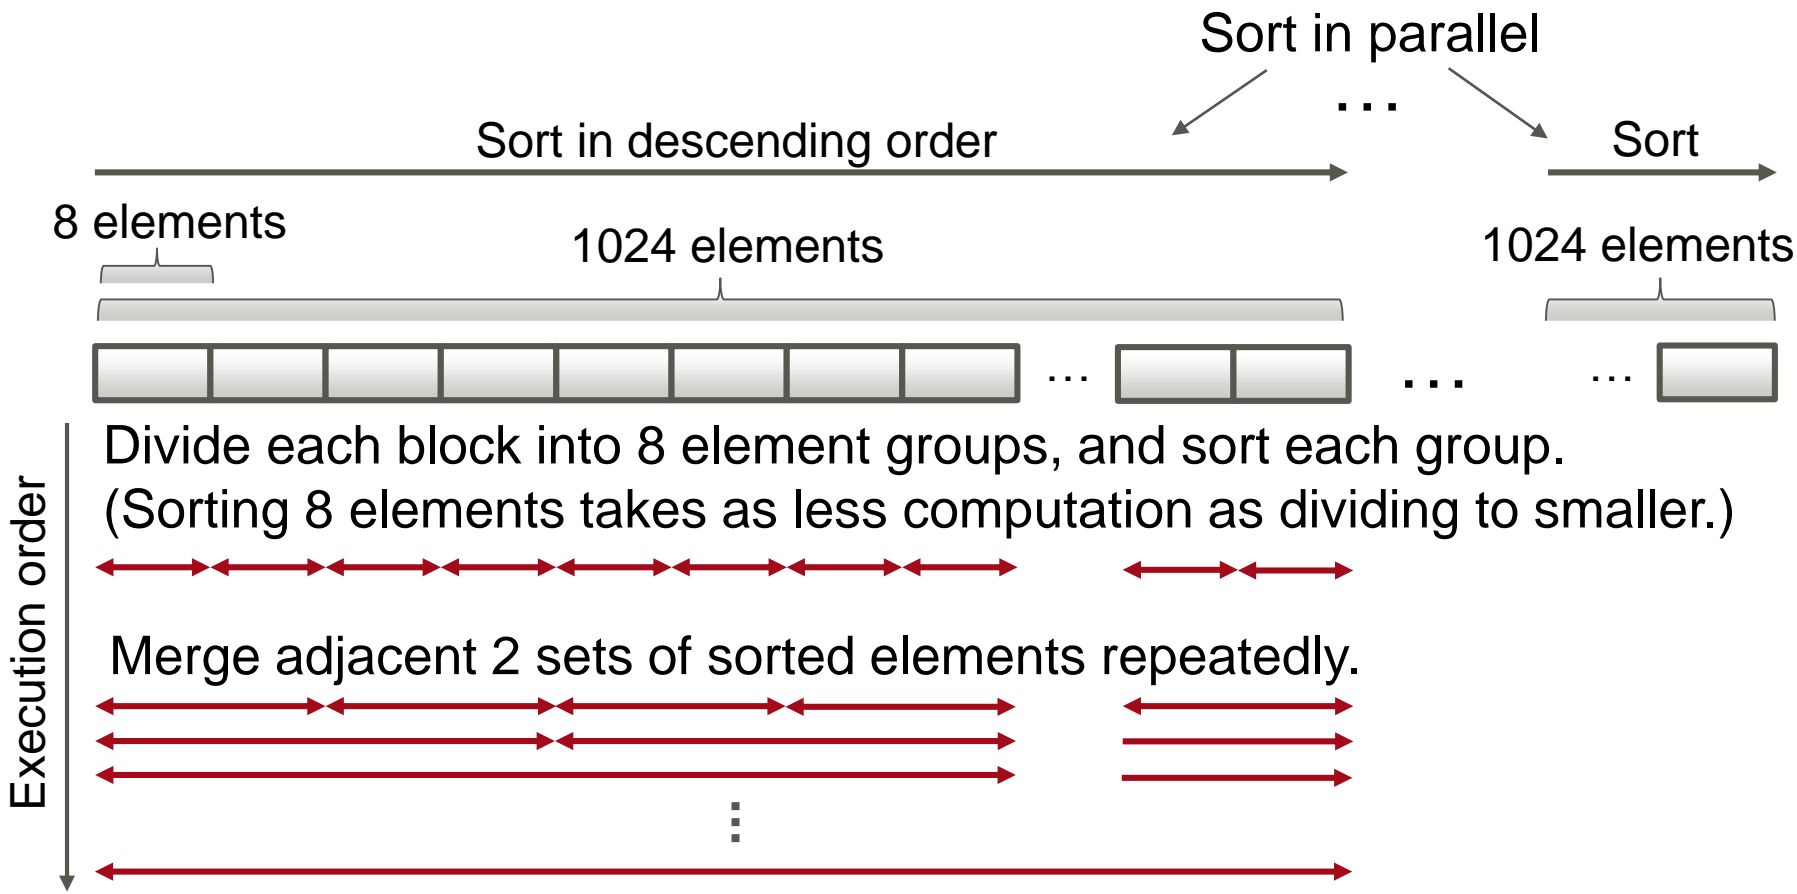 Sort in parallel
...
Sort in descending order
Sort
8 elements
1024 elements
1024 elements
...
...
...
Divide each block into 8 element groups, and sort each group.
(Sorting 8 elements takes as less computation as dividing to smaller.)
Execution order
Merge adjacent 2 sets of sorted elements repeatedly.